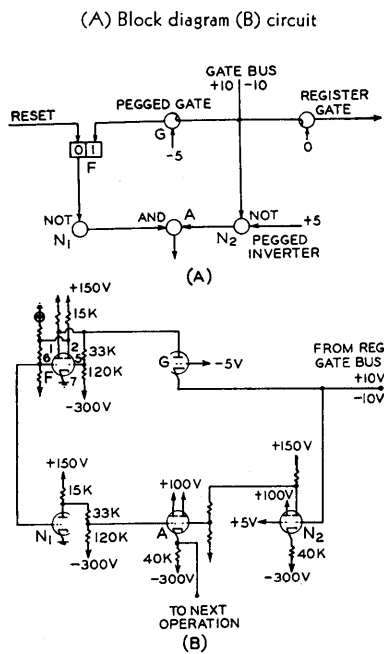 (A) Block diagram (B) circuit
GATE BUS
+10 -10
PEGGED GATE
REGISTER
GATE
RESET
0 1
F
G
-5
0
NOT
N1
AND
A
N2
NOT
+5
PEGGED
INVERTER
(A)
+150V
15K
1 2
6 5
F 7
33K
120K
-300V
G
-5V
FROM REG
GATE BUS
+10V
-10V
+150V
15K
33K
120K
N1
-300V
+100V
A
40K
-300V
-300V
TO NEXT
OPERATION
+150V
+100V
+5V
N2
40K
-300V
(B)